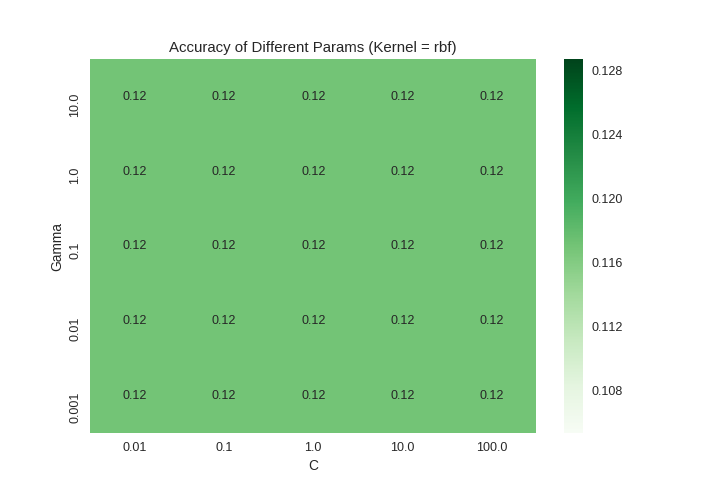 Accuracy of Different Params (Kernel = rbf)
Gamma
10.0 0.12 0.12 0.12 0.12 0.12
1.0 0.12 0.12 0.12 0.12 0.12
0.1 0.12 0.12 0.12 0.12 0.12
0.01 0.12 0.12 0.12 0.12 0.12
0.001 0.12 0.12 0.12 0.12 0.12
0.01 0.1 1.0 10.0 100.0
C
0.128
0.124
0.120
0.116
0.112
0.108